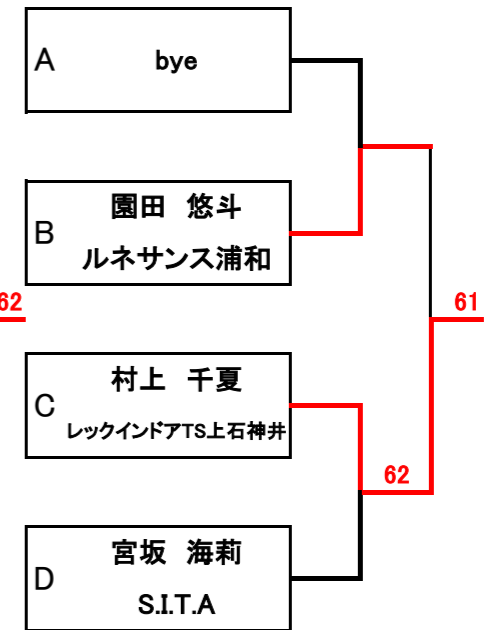 A bye
B 園田 悠斗
ルネサンス浦和
62
61
C 村上 千夏
レックインドアTS上石神井
62
D 宮坂 海莉
S.I.T.A